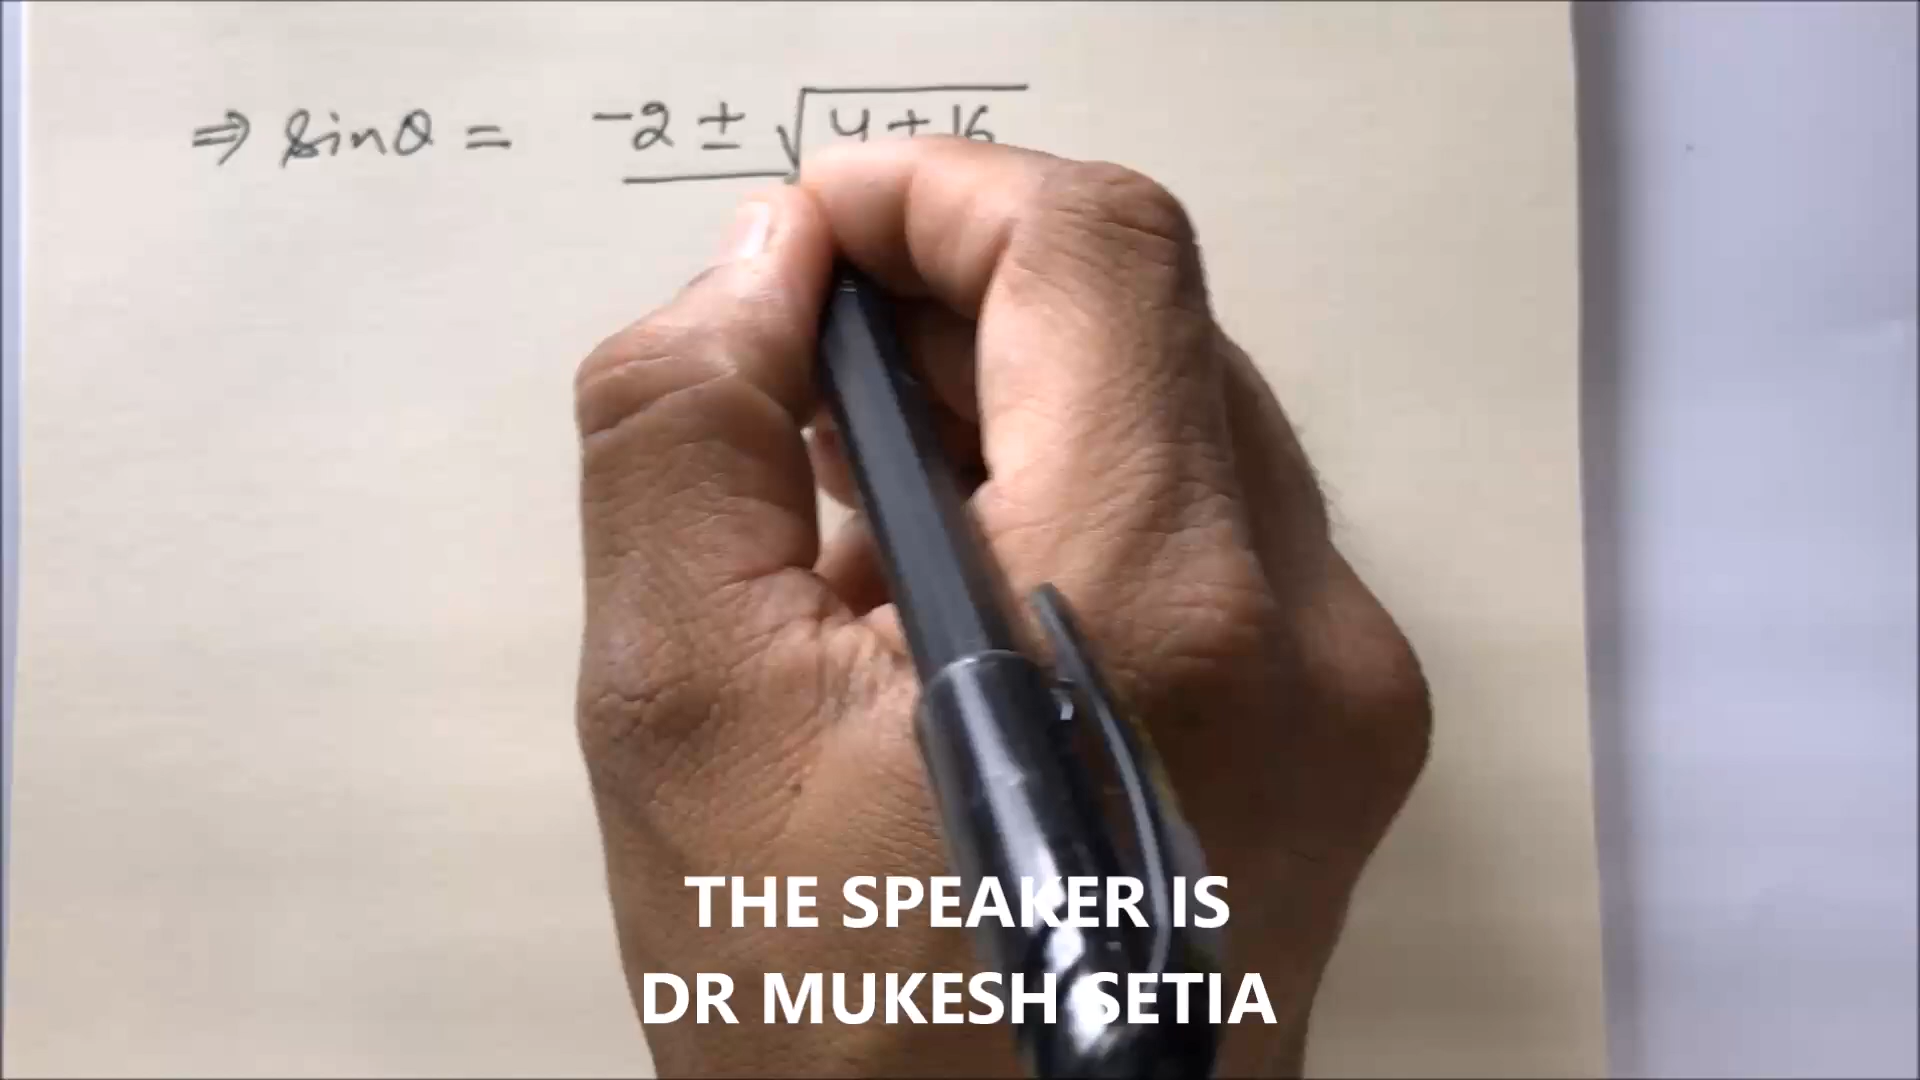 ⇒ sinθ = -2 ± √4+16
THE SPEAKER IS
DR MUKESH SETIA